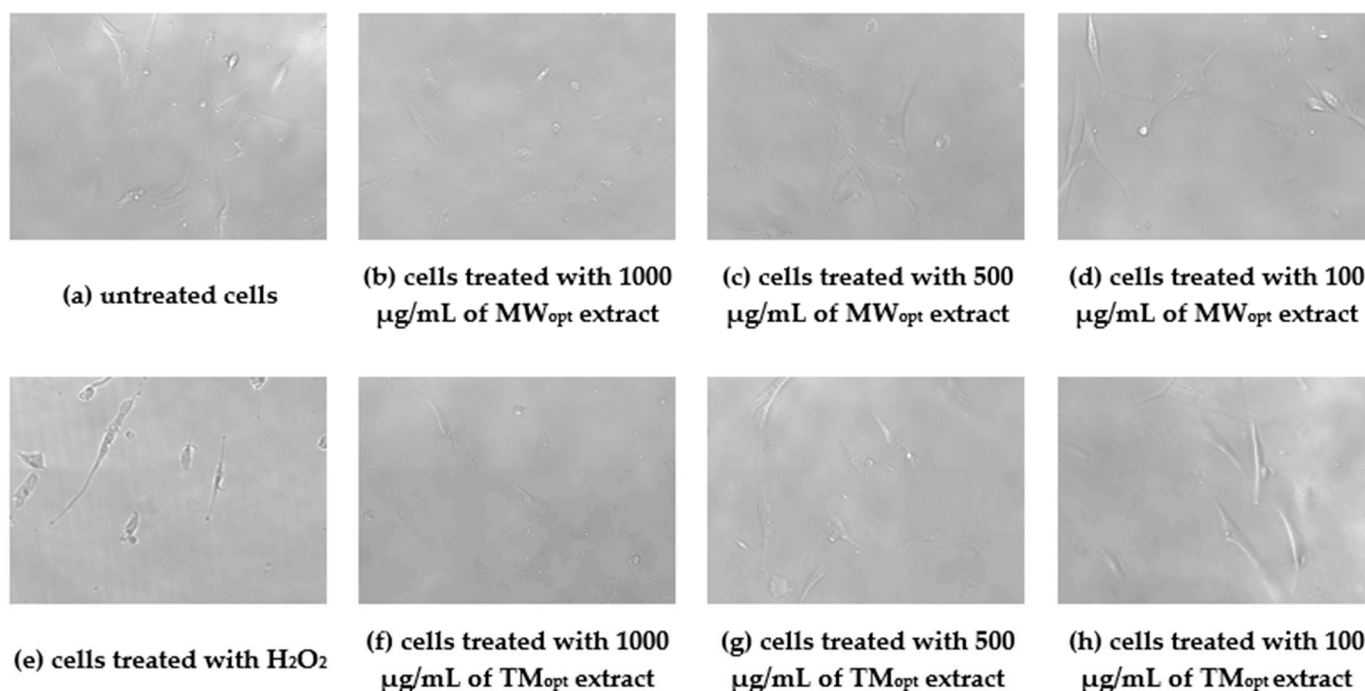 (a) untreated cells
(b) cells treated with 1000
µg/mL of MWopt extract
(c) cells treated with 500
µg/mL of MWopt extract
(d) cells treated with 100
µg/mL of MWopt extract
(e) cells treated with H2O2
(f) cells treated with 1000
µg/mL of TMopt extract
(g) cells treated with 500
µg/mL of TMopt extract
(h) cells treated with 100
µg/mL of TMopt extract